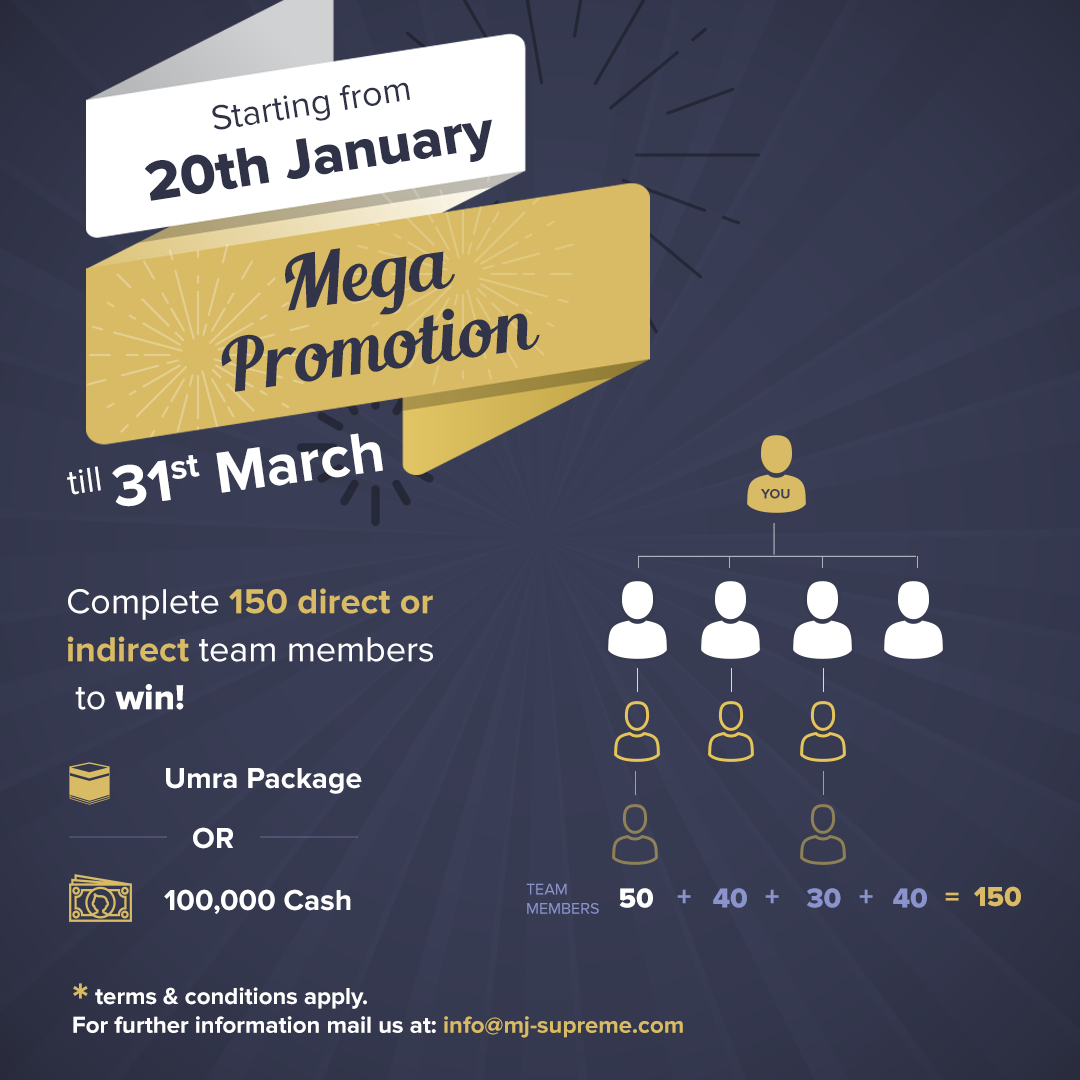 Starting from
20th January
Mega
Promotion
till 31st March
YOU
Complete 150 direct or
indirect team members
to win!
Umra Package
OR
100,000 Cash
TEAM
MEMBERS
50 + 40 + 30 + 40 = 150
* terms & conditions apply.
For further information mail us at: info@mj-supreme.com